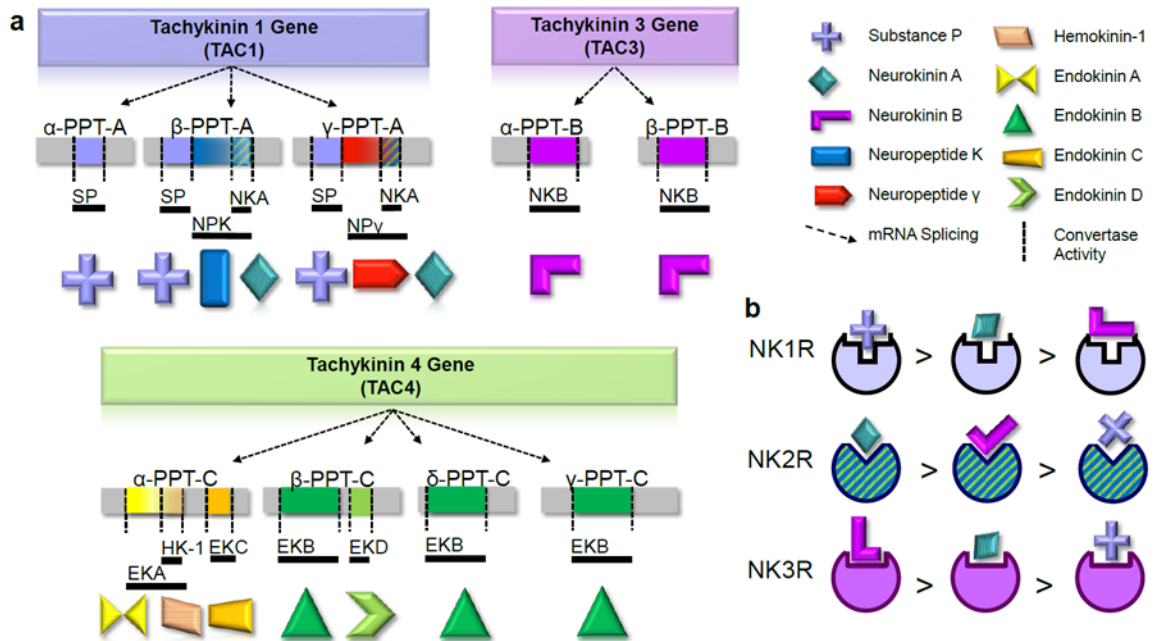 a
Tachykinin 1 Gene
(TAC1)
α-PPT-A
β-PPT-A
γ-PPT-A
SP
SP
NKA
NPK
SP
NKA
NPγ
Tachykinin 3 Gene
(TAC3)
α-PPT-B
β-PPT-B
NKB
NKB
Substance P
Hemokinin-1
Neurokinin A
Endokinin A
Neurokinin B
Endokinin B
Neuropeptide K
Endokinin C
Neuropeptide γ
Endokinin D
mRNA Splicing
Convertase
Activity
Tachykinin 4 Gene
(TAC4)
α-PPT-C
β-PPT-C
δ-PPT-C
γ-PPT-C
HK-1
EKC
EKA
EKB
EKD
EKB
EKB
b
NK1R > >
NK2R > >
NK3R > >